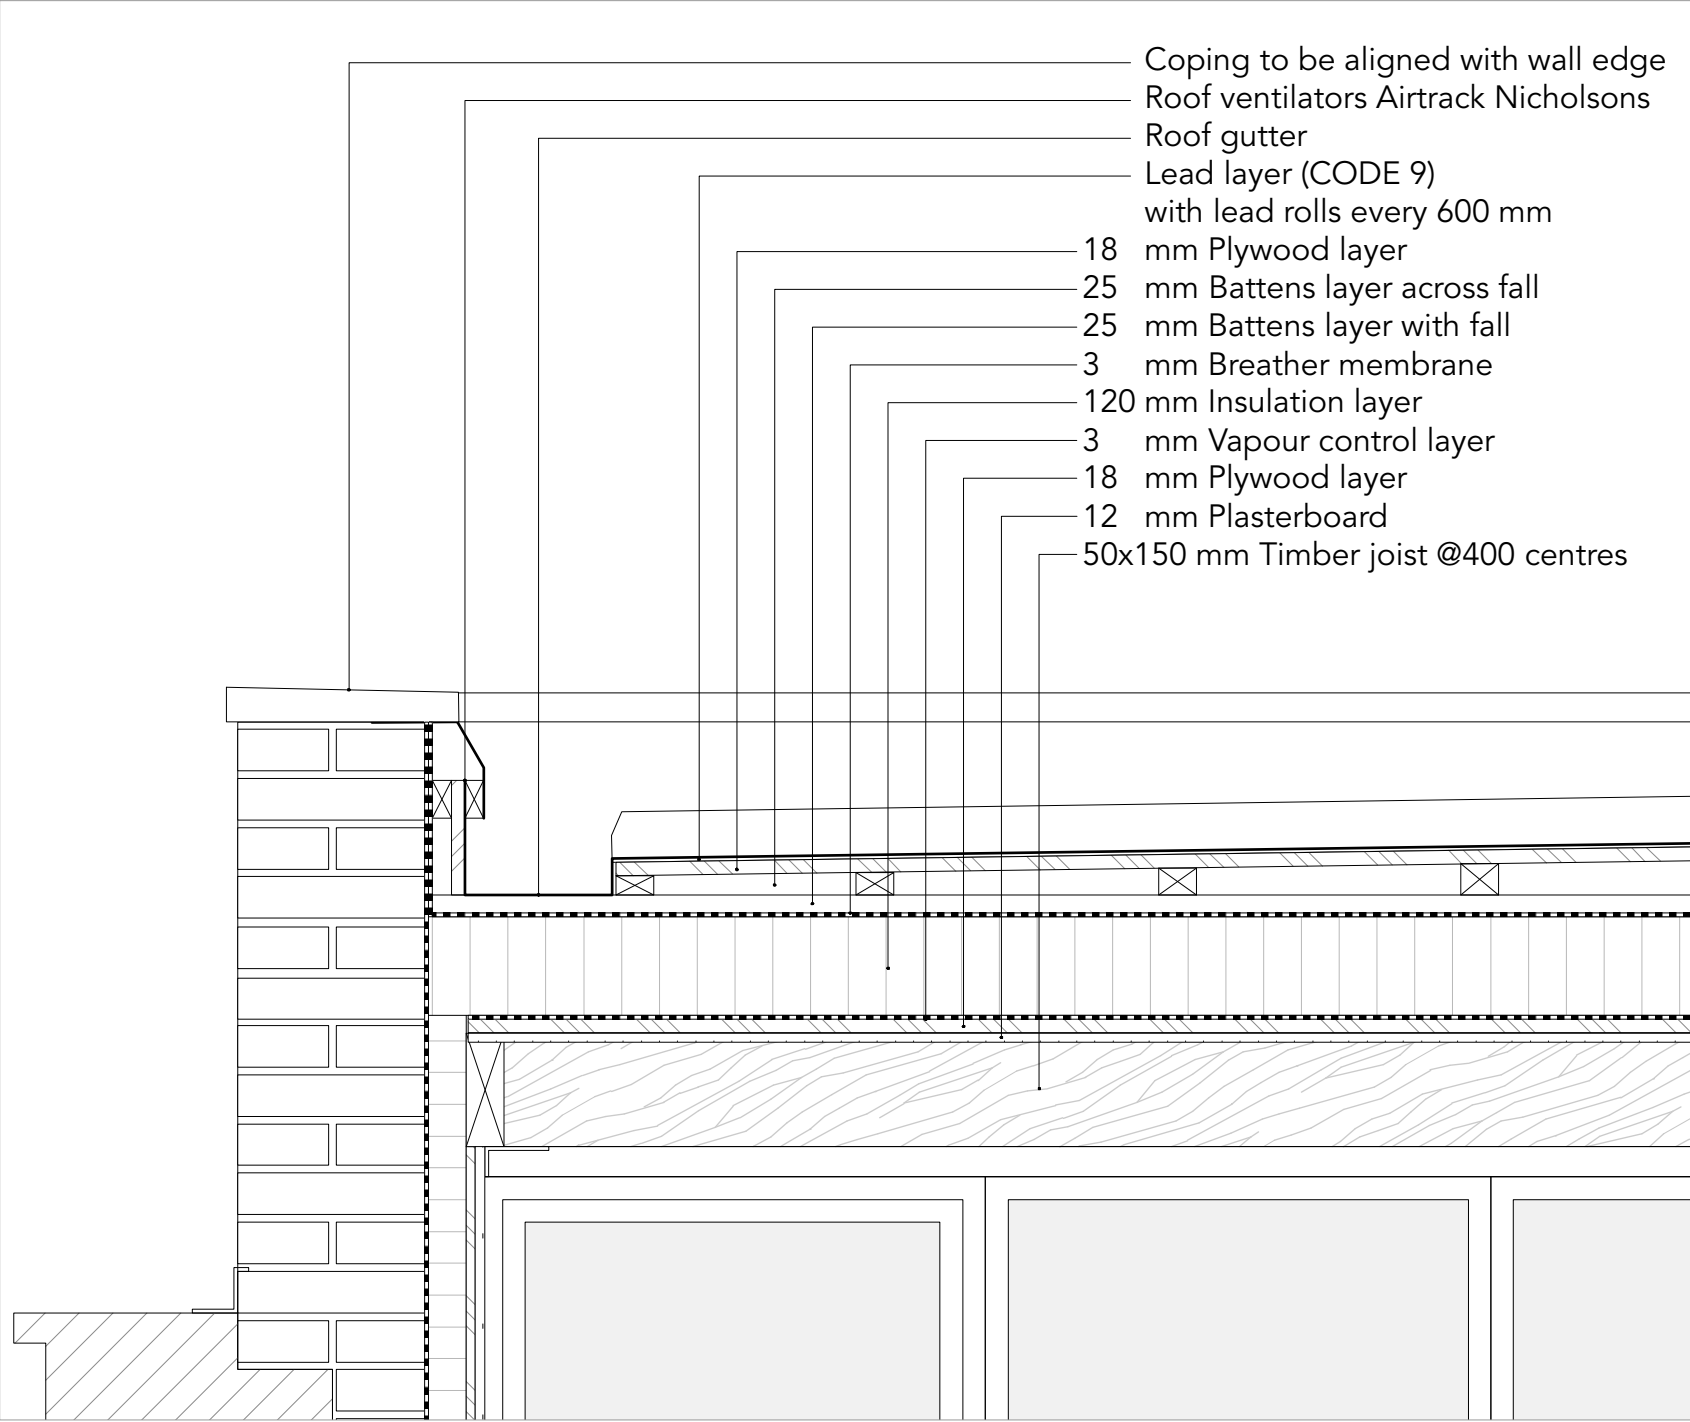 Coping to be aligned with wall edge
Roof ventilators Airtrack Nicholsons
Roof gutter
Lead layer (CODE 9)
with lead rolls every 600 mm
18 mm Plywood layer
25 mm Battens layer across fall
25 mm Battens layer with fall
3 mm Breather membrane
120 mm Insulation layer
3 mm Vapour control layer
18 mm Plywood layer
12 mm Plasterboard
50x150 mm Timber joist @400 centres